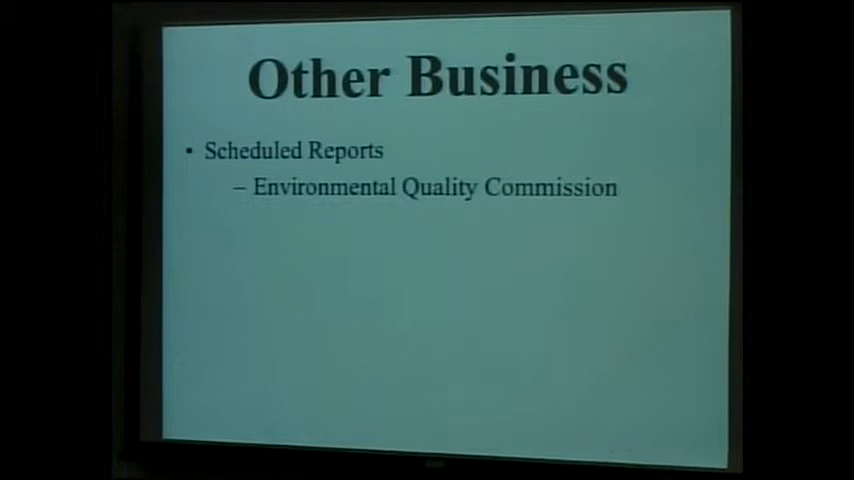 Other Business
• Scheduled Reports
– Environmental Quality Commission